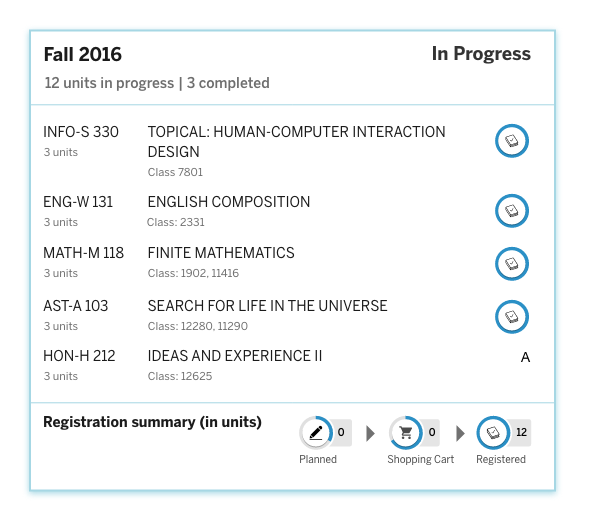 Fall 2016
In Progress
12 units in progress | 3 completed
INFO-S 330
TOPICAL: HUMAN-COMPUTER INTERACTION
DESIGN
3 units
Class 7801
ENG-W 131
ENGLISH COMPOSITION
3 units
Class: 2331
MATH-M 118
FINITE MATHEMATICS
3 units
Class: 1902, 11416
AST-A 103
SEARCH FOR LIFE IN THE UNIVERSE
3 units
Class: 12280, 11290
HON-H 212
IDEAS AND EXPERIENCE II
A
3 units
Class: 12625
Registration summary (in units)
0
0
12
Planned
Shopping Cart
Registered